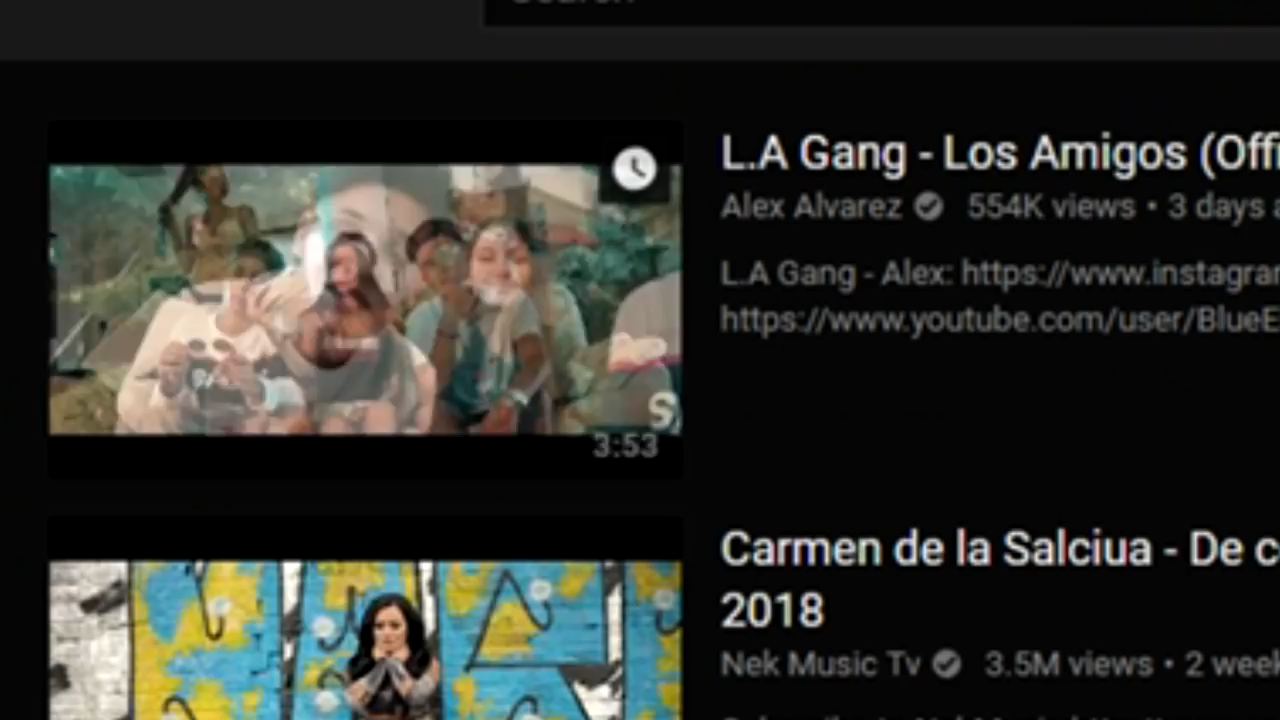 L.A Gang - Los Amigos (Offi
Alex Alvarez 554K views • 3 days
L.A Gang - Alex: https://www.instagra
https://www.youtube.com/user/BlueE
3:53
Carmen de la Salciua - De c
2018
Nek Music Tv 3.5M views • 2 week